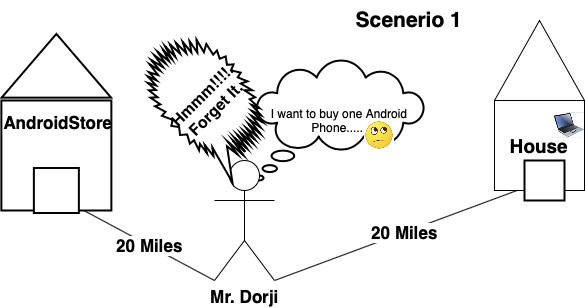 Scenerio 1
Hmmm!!!!
Forget It.
I want to buy one Android
Phone.....
AndroidStore
House
20 Miles
20 Miles
Mr. Dorji